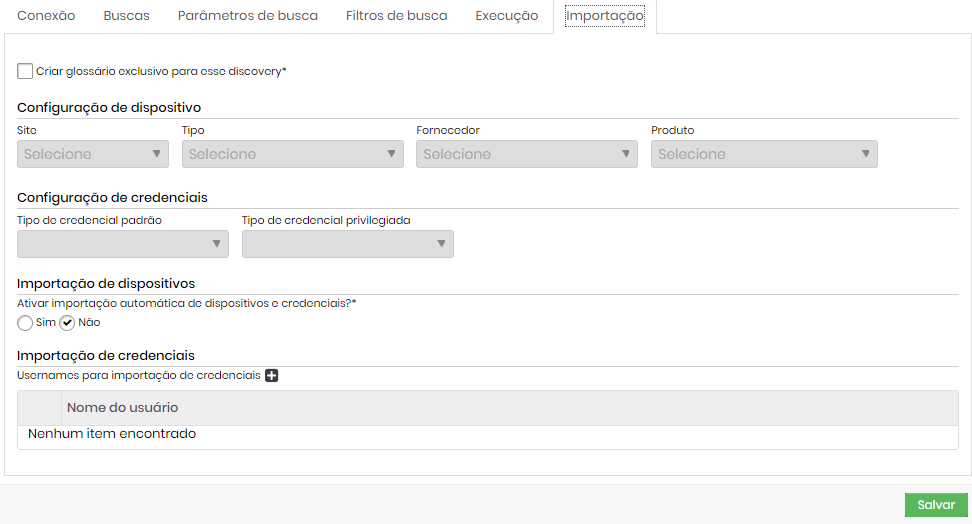 Conexão Buscas Parâmetros de busca Filtros de busca Execução Importação
Criar glossário exclusivo para esse discovery*
Configuração de dispositivo
Site Tipo Fornecedor Produto
Selecione Selecione Selecione Selecione
Configuração de credenciais
Tipo de credencial padrão Tipo de credencial privilegiada
Importação de dispositivos
Ativar importação automática de dispositivos e credenciais?*
Sim Não
Importação de credenciais
Usernames para importação de credenciais
Nome do usuário
Nenhum item encontrado
Salvar